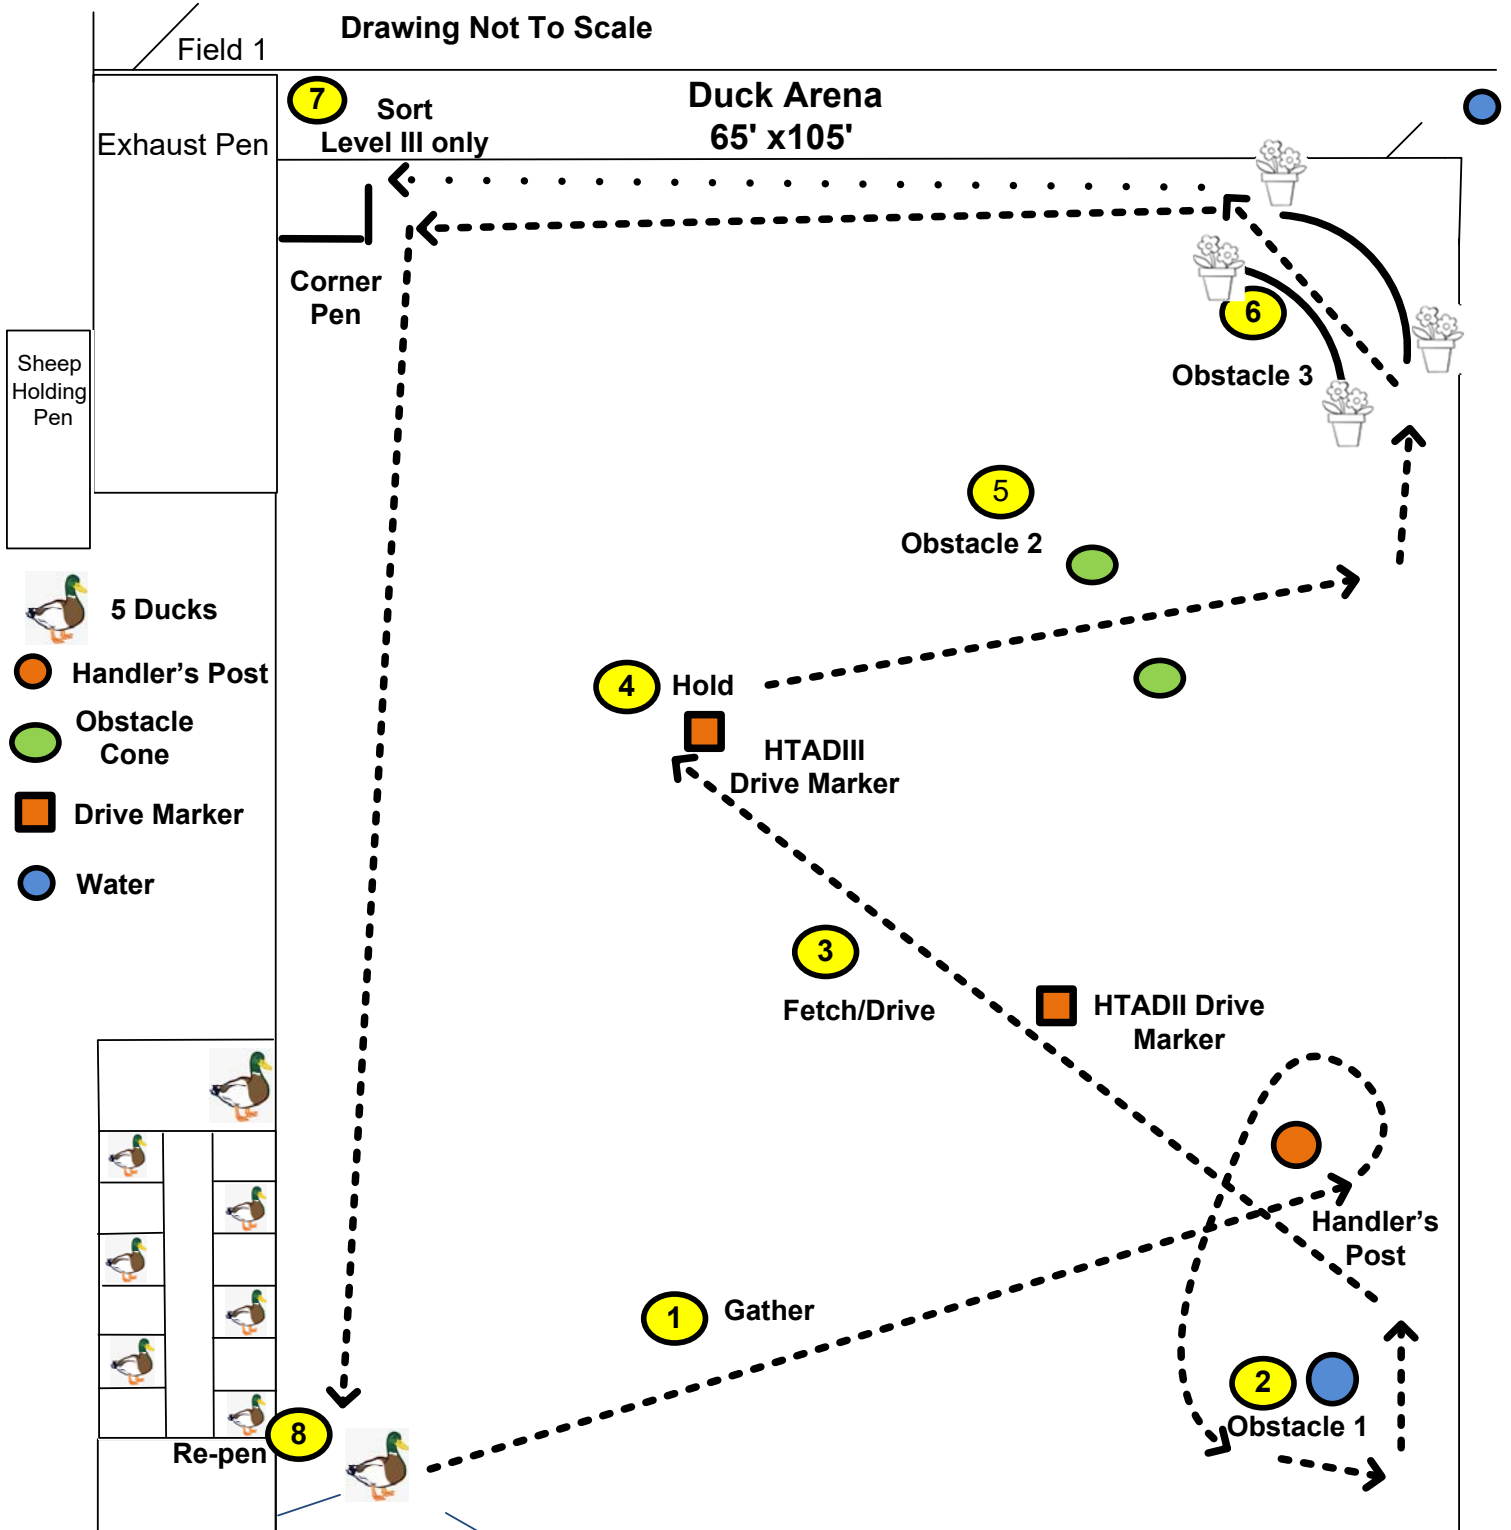 Drawing Not To Scale
Field 1
7
Sort
Level III only
Duck Arena
65' x105'
Exhaust Pen
Corner
Pen
6
Obstacle 3
Sheep
Holding
Pen
5
Obstacle 2
5 Ducks
Handler's Post
Obstacle
Cone
Drive Marker
Water
4
Hold
HTADIII
Drive Marker
3
Fetch/Drive
HTADII Drive
Marker
Handler's
Post
1
Gather
2
Obstacle 1
8
Re-pen